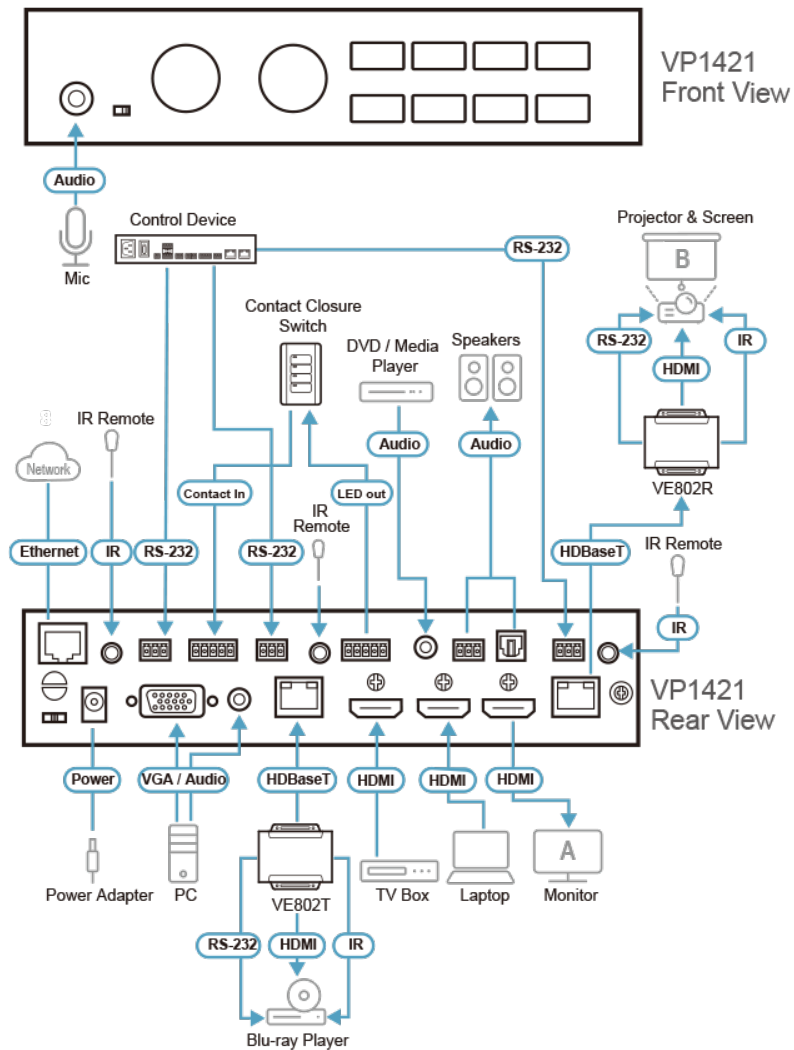 VP1421
Front View
Audio
Mic
Control Device
RS-232
Projector & Screen
B
Contact Closure
Switch
DVD / Media
Player
Speakers
RS-232
IR
HDMI
IR Remote
Network
Audio
Audio
VE802R
Contact In
LED out
IR
Remote
Ethernet
IR
RS-232
RS-232
HDBaseT
IR Remote
IR
VP1421
Rear View
Power
VGA / Audio
HDBaseT
HDMI
HDMI
HDMI
A
Power Adapter
PC
VE802T
TV Box
Laptop
Monitor
RS-232
HDMI
IR
Blu-ray Player